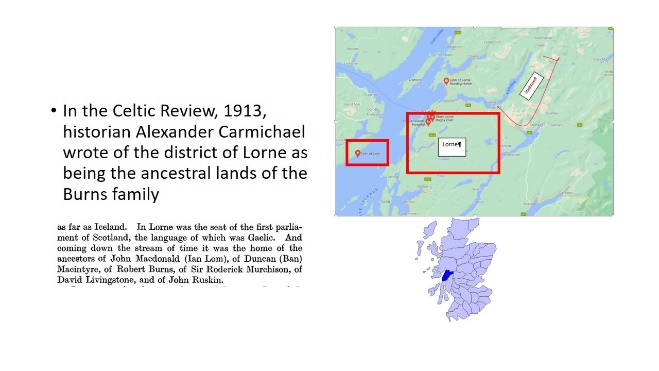 • In the Celtic Review, 1913,
historian Alexander Carmichael
wrote of the district of Lorne as
being the ancestral lands of the
Burns family
as far as Iceland. In Lorne was the seat of the first parlia-
ment of Scotland, the language of which was Gaelic. And
coming down the stream of time it was the home of the
ancestors of John Macdonald (Ian Lom), of Duncan (Ban)
Macintyre, of Robert Burns, of Sir Roderick Murchison, of
David Livingstone, and of John Ruskin.
Lorne¶